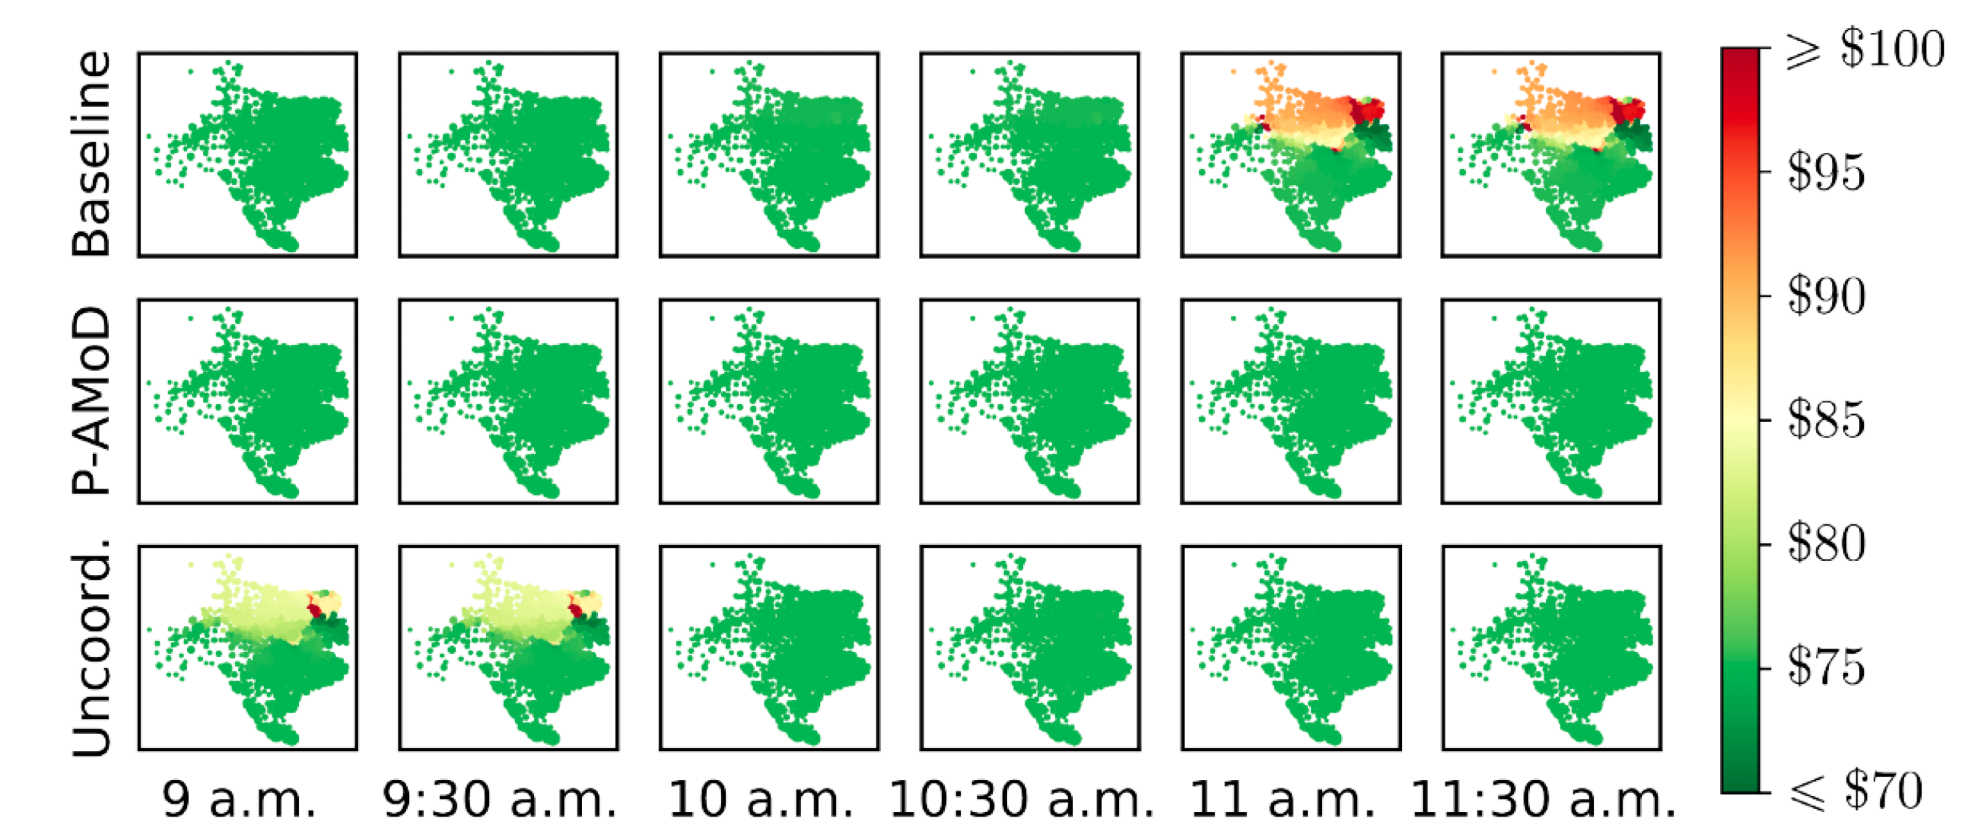 Baseline
P-AMoD
Uncoord.
9 a.m.
9:30 a.m.
10 a.m.
10:30 a.m.
11 a.m.
11:30 a.m.
⩾ $100
$95
$90
$85
$80
$75
⩽ $70